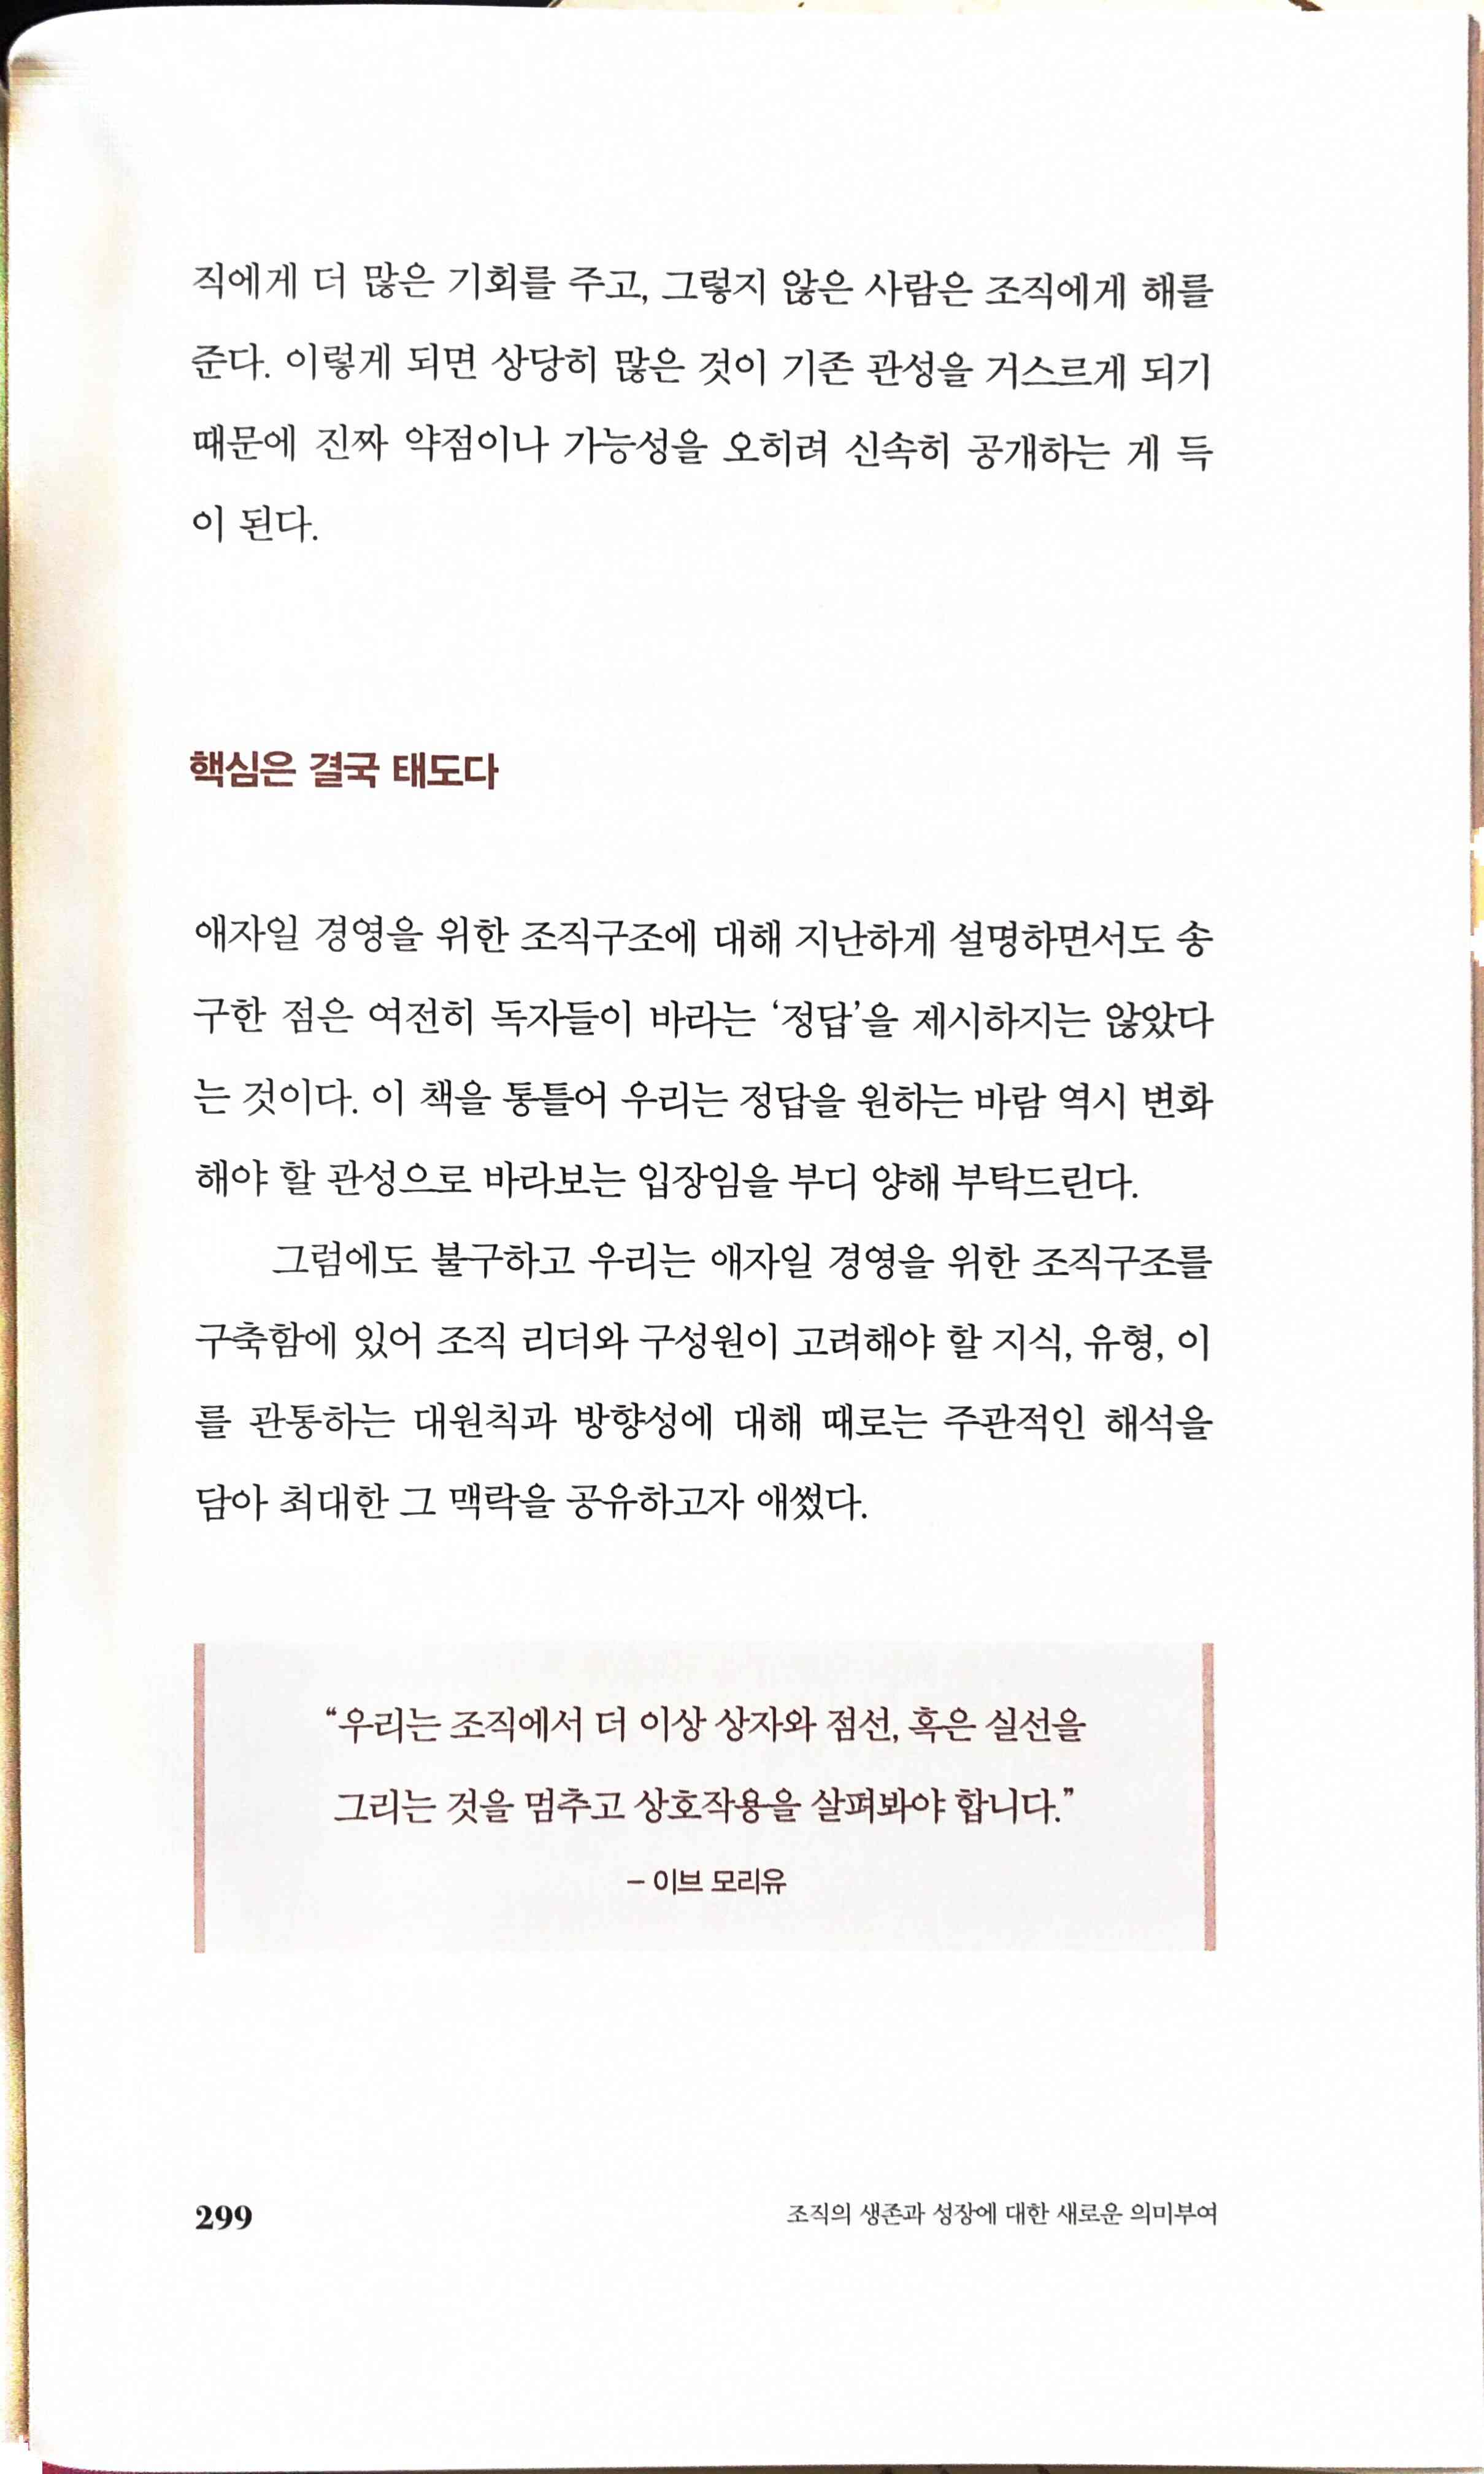 직에게 더 많은 기회를 주고, 그렇지 않은 사람은 조직에게 해를
준다. 이렇게 되면 상당히 많은 것이 기존 관성을 거스르게 되기
때문에 진짜 약점이나 가능성을 오히려 신속히 공개하는 게 득
이 된다.
핵심은 결국 태도다
애자일 경영을 위한 조직구조에 대해 지난하게 설명하면서도 송
구한 점은 여전히 독자들이 바라는 ‘정답’을 제시하지는 않았다
는 것이다. 이 책을 통틀어 우리는 정답을 원하는 바람 역시 변화
해야 할 관성으로 바라보는 입장임을 부디 양해 부탁드린다.
그럼에도 불구하고 우리는 애자일 경영을 위한 조직구조를
구축함에 있어 조직 리더와 구성원이 고려해야 할 지식, 유형, 이
를 관통하는 대원칙과 방향성에 대해 때로는 주관적인 해석을
담아 최대한 그 맥락을 공유하고자 애썼다.
“우리는 조직에서 더 이상 상자와 점선, 혹은 실선을
그리는 것을 멈추고 상호작용을 살펴봐야 합니다.”
– 이브 모리유
299
조직의 생존과 성장에 대한 새로운 의미부여